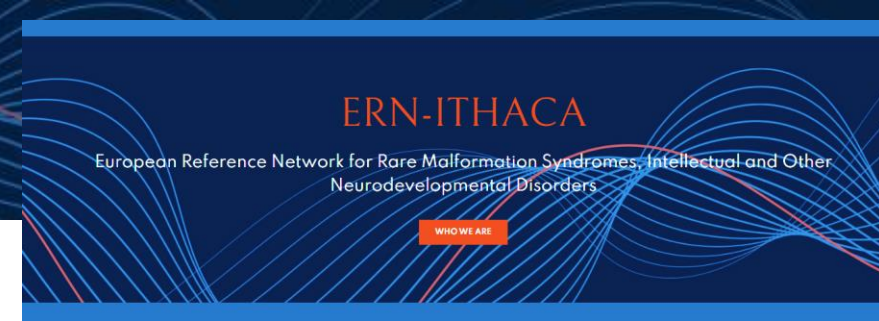 ERN-ITHACA
European Reference Network for Rare Malformation Syndromes, Intellectual and Other
Neurodevelopmental Disorders
WHO WE ARE